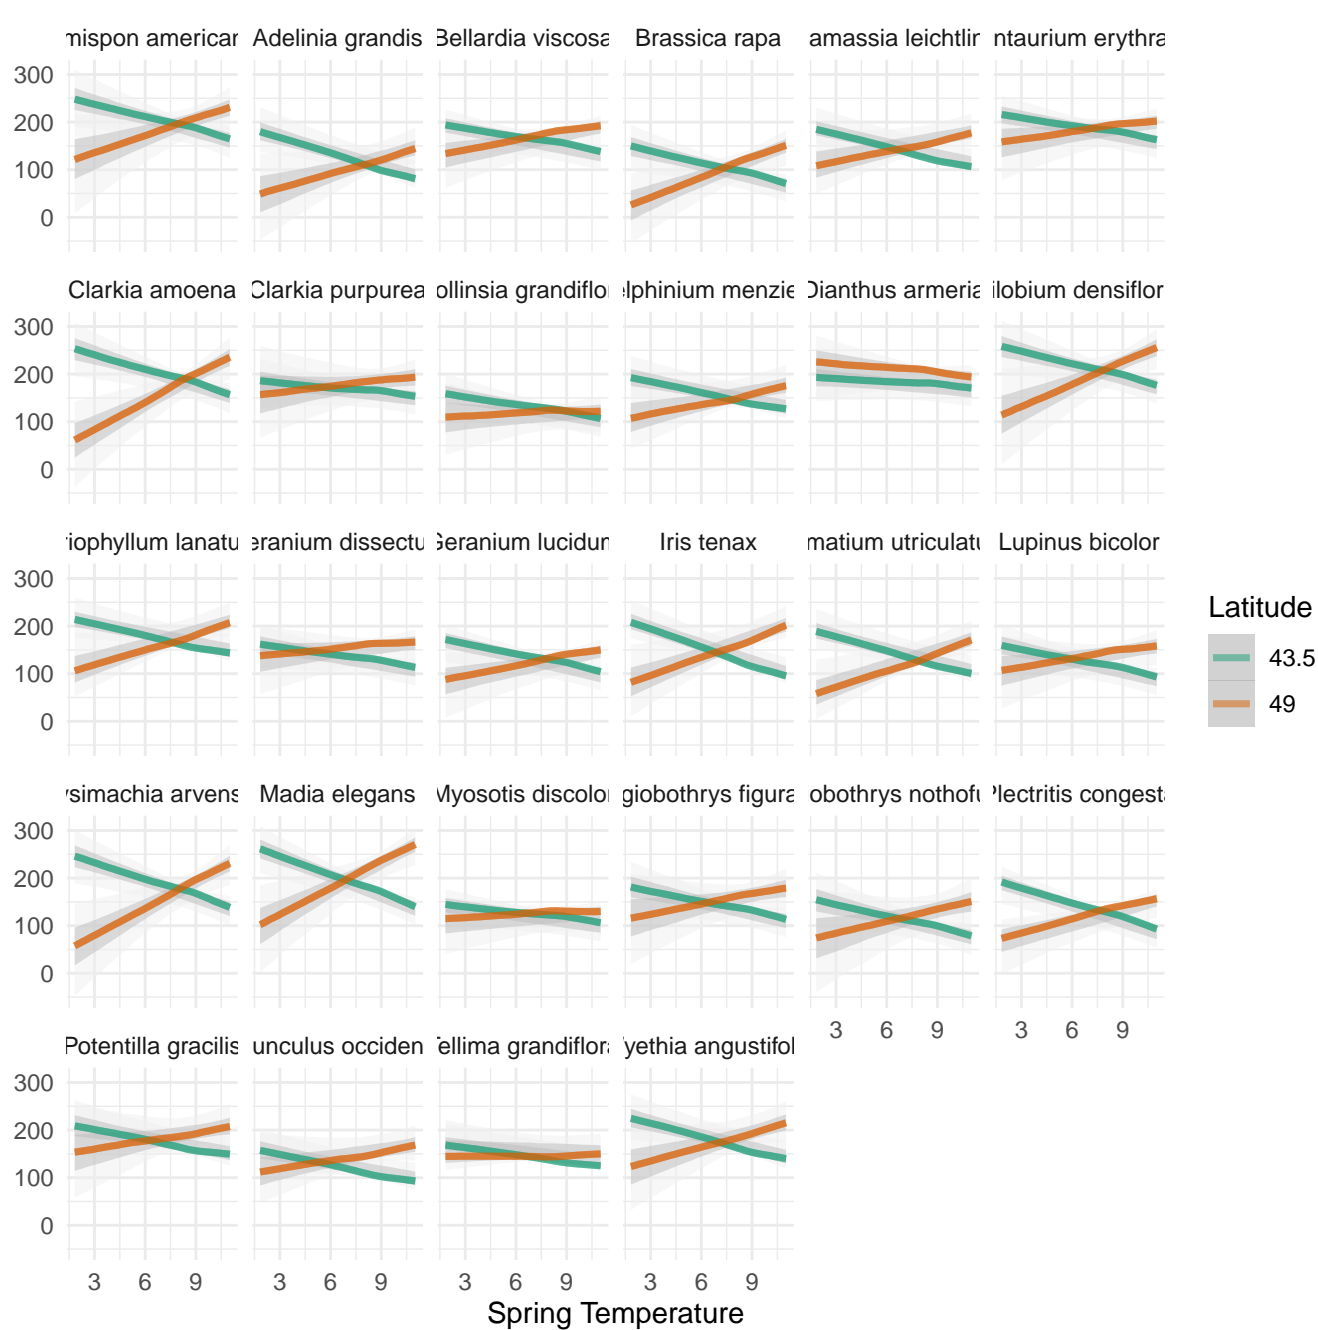 mispon american Adelinia grandis Bellardia viscosa Brassica rapa amassia leichtlin ntaurium erythra
300
200
100
0
Clarkia amoena Clarkia purpurea ollinsia grandiflor elphinium menzie Dianthus armeria ilobium densiflor
300
200
100
0
riophyllum lanatu eranium dissectu Geranium lucidum Iris tenax matium utriculatu Lupinus bicolor
300
200
100
0
Latitude
43.5
49
ysimachia arvens Madia elegans Myosotis discolor giobothrys figura obothrys nothofu Plectritis congesta
300
200
100
0
3 6 9 3 6 9
Potentilla gracilis unculus occiden Tellima grandiflora yethia angustifol
300
200
100
0
3 6 9 3 6 9 3 6 9 3 6 9
Spring Temperature